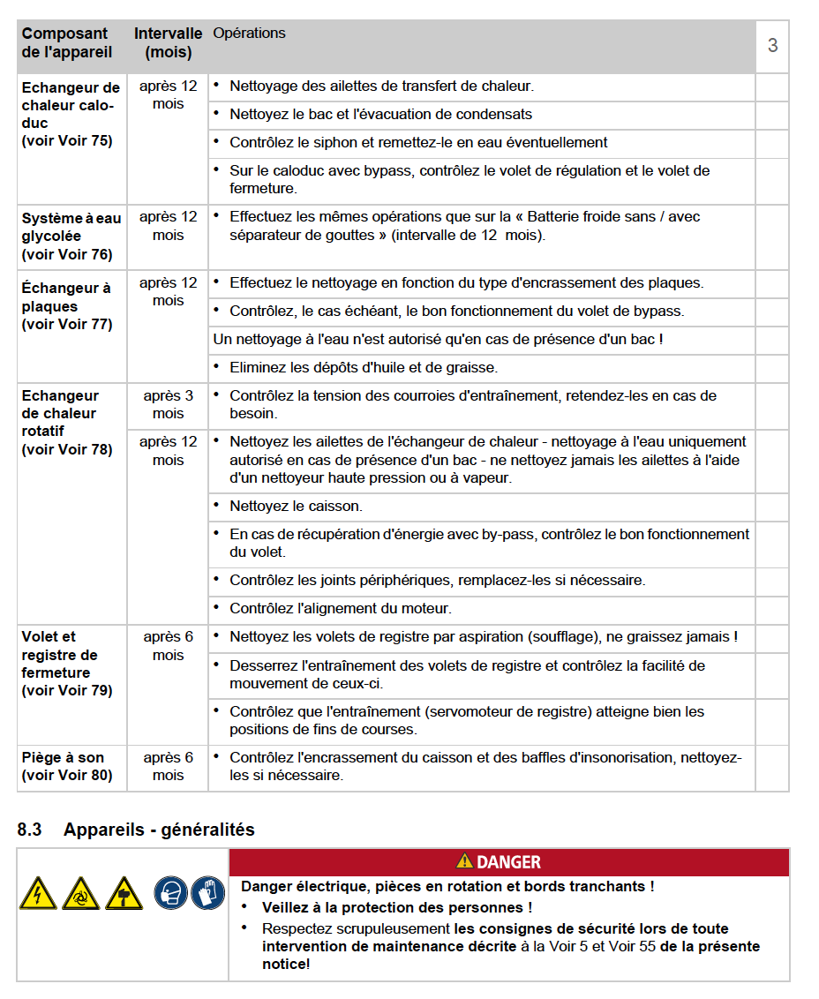 Composant
de l'appareil
Intervalle
(mois)
Opérations
3
Echangeur de
chaleur calo-
duc
(voir Voir 75)
après 12
mois
• Nettoyage des ailettes de transfert de chaleur.
• Nettoyez le bac et l'évacuation de condensats
• Contrôlez le siphon et remettez-le en eau éventuellement
• Sur le caloduc avec bypass, contrôlez le volet de régulation et le volet de
fermeture.
Système à eau
glycolée
(voir Voir 76)
après 12
mois
• Effectuez les mêmes opérations que sur la « Batterie froide sans / avec
séparateur de gouttes » (intervalle de 12 mois).
Échangeur à
plaques
(voir Voir 77)
après 12
mois
• Effectuez le nettoyage en fonction du type d'encrassement des plaques.
• Contrôlez, le cas échéant, le bon fonctionnement du volet de bypass.
Un nettoyage à l'eau n'est autorisé qu'en cas de présence d'un bac !
• Eliminez les dépôts d'huile et de graisse.
Echangeur
de chaleur
rotatif
(voir Voir 78)
après 3
mois
• Contrôlez la tension des courroies d'entraînement, retendez-les en cas de
besoin.
après 12
mois
• Nettoyez les ailettes de l'échangeur de chaleur - nettoyage à l'eau uniquement
autorisé en cas de présence d'un bac - ne nettoyez jamais les ailettes à l'aide
d'un nettoyeur haute pression ou à vapeur.
• Nettoyez le caisson.
• En cas de récupération d'énergie avec by-pass, contrôlez le bon fonctionnement
du volet.
• Contrôlez les joints périphériques, remplacez-les si nécessaire.
• Contrôlez l'alignement du moteur.
Volet et
registre de
fermeture
(voir Voir 79)
après 6
mois
• Nettoyez les volets de registre par aspiration (soufflage), ne graissez jamais !
• Desserrez l'entraînement des volets de registre et contrôlez la facilité de
mouvement de ceux-ci.
• Contrôlez que l'entraînement (servomoteur de registre) atteigne bien les
positions de fins de courses.
Piège à son
(voir Voir 80)
après 6
mois
• Contrôlez l'encrassement du caisson et des baffles d'insonorisation, nettoyez-
les si nécessaire.
8.3 Appareils - généralités
DANGER
Danger électrique, pièces en rotation et bords tranchants !
• Veillez à la protection des personnes !
• Respectez scrupuleusement les consignes de sécurité lors de toute
intervention de maintenance décrite à la Voir 5 et Voir 55 de la présente
notice!